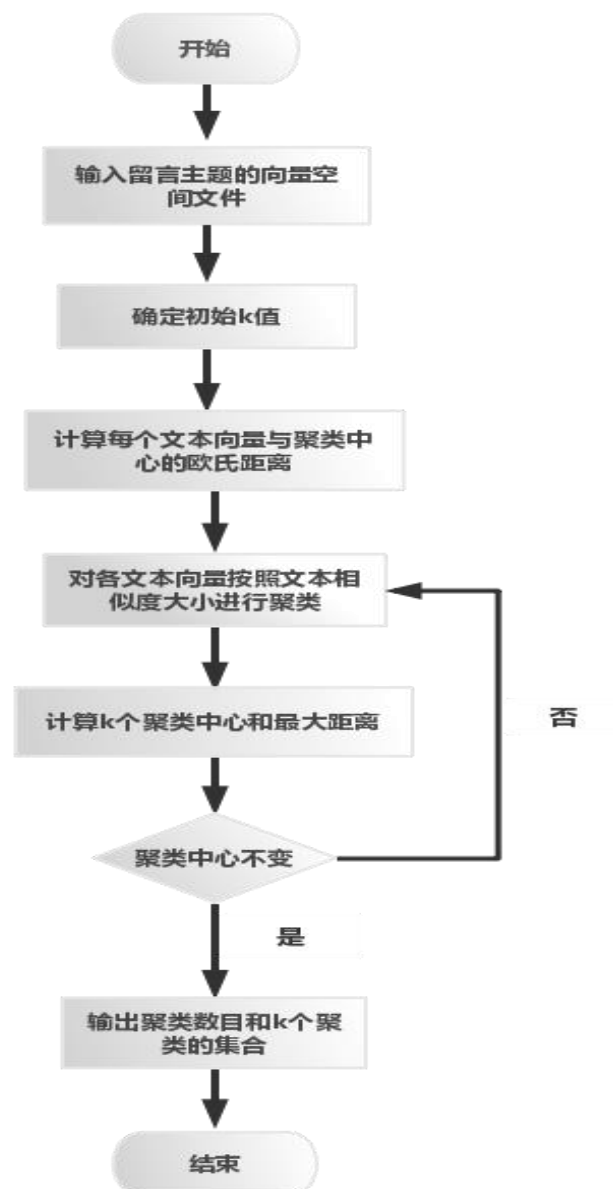 开始
输入留言主题的向量空
间文件
确定初始k值
计算每个文本向量与聚类中
心的欧氏距离
对各文本向量按照文本相
似度大小进行聚类
计算k个聚类中心和最大距离
否
聚类中心不变
是
输出聚类数目和k个聚
类的集合
结束